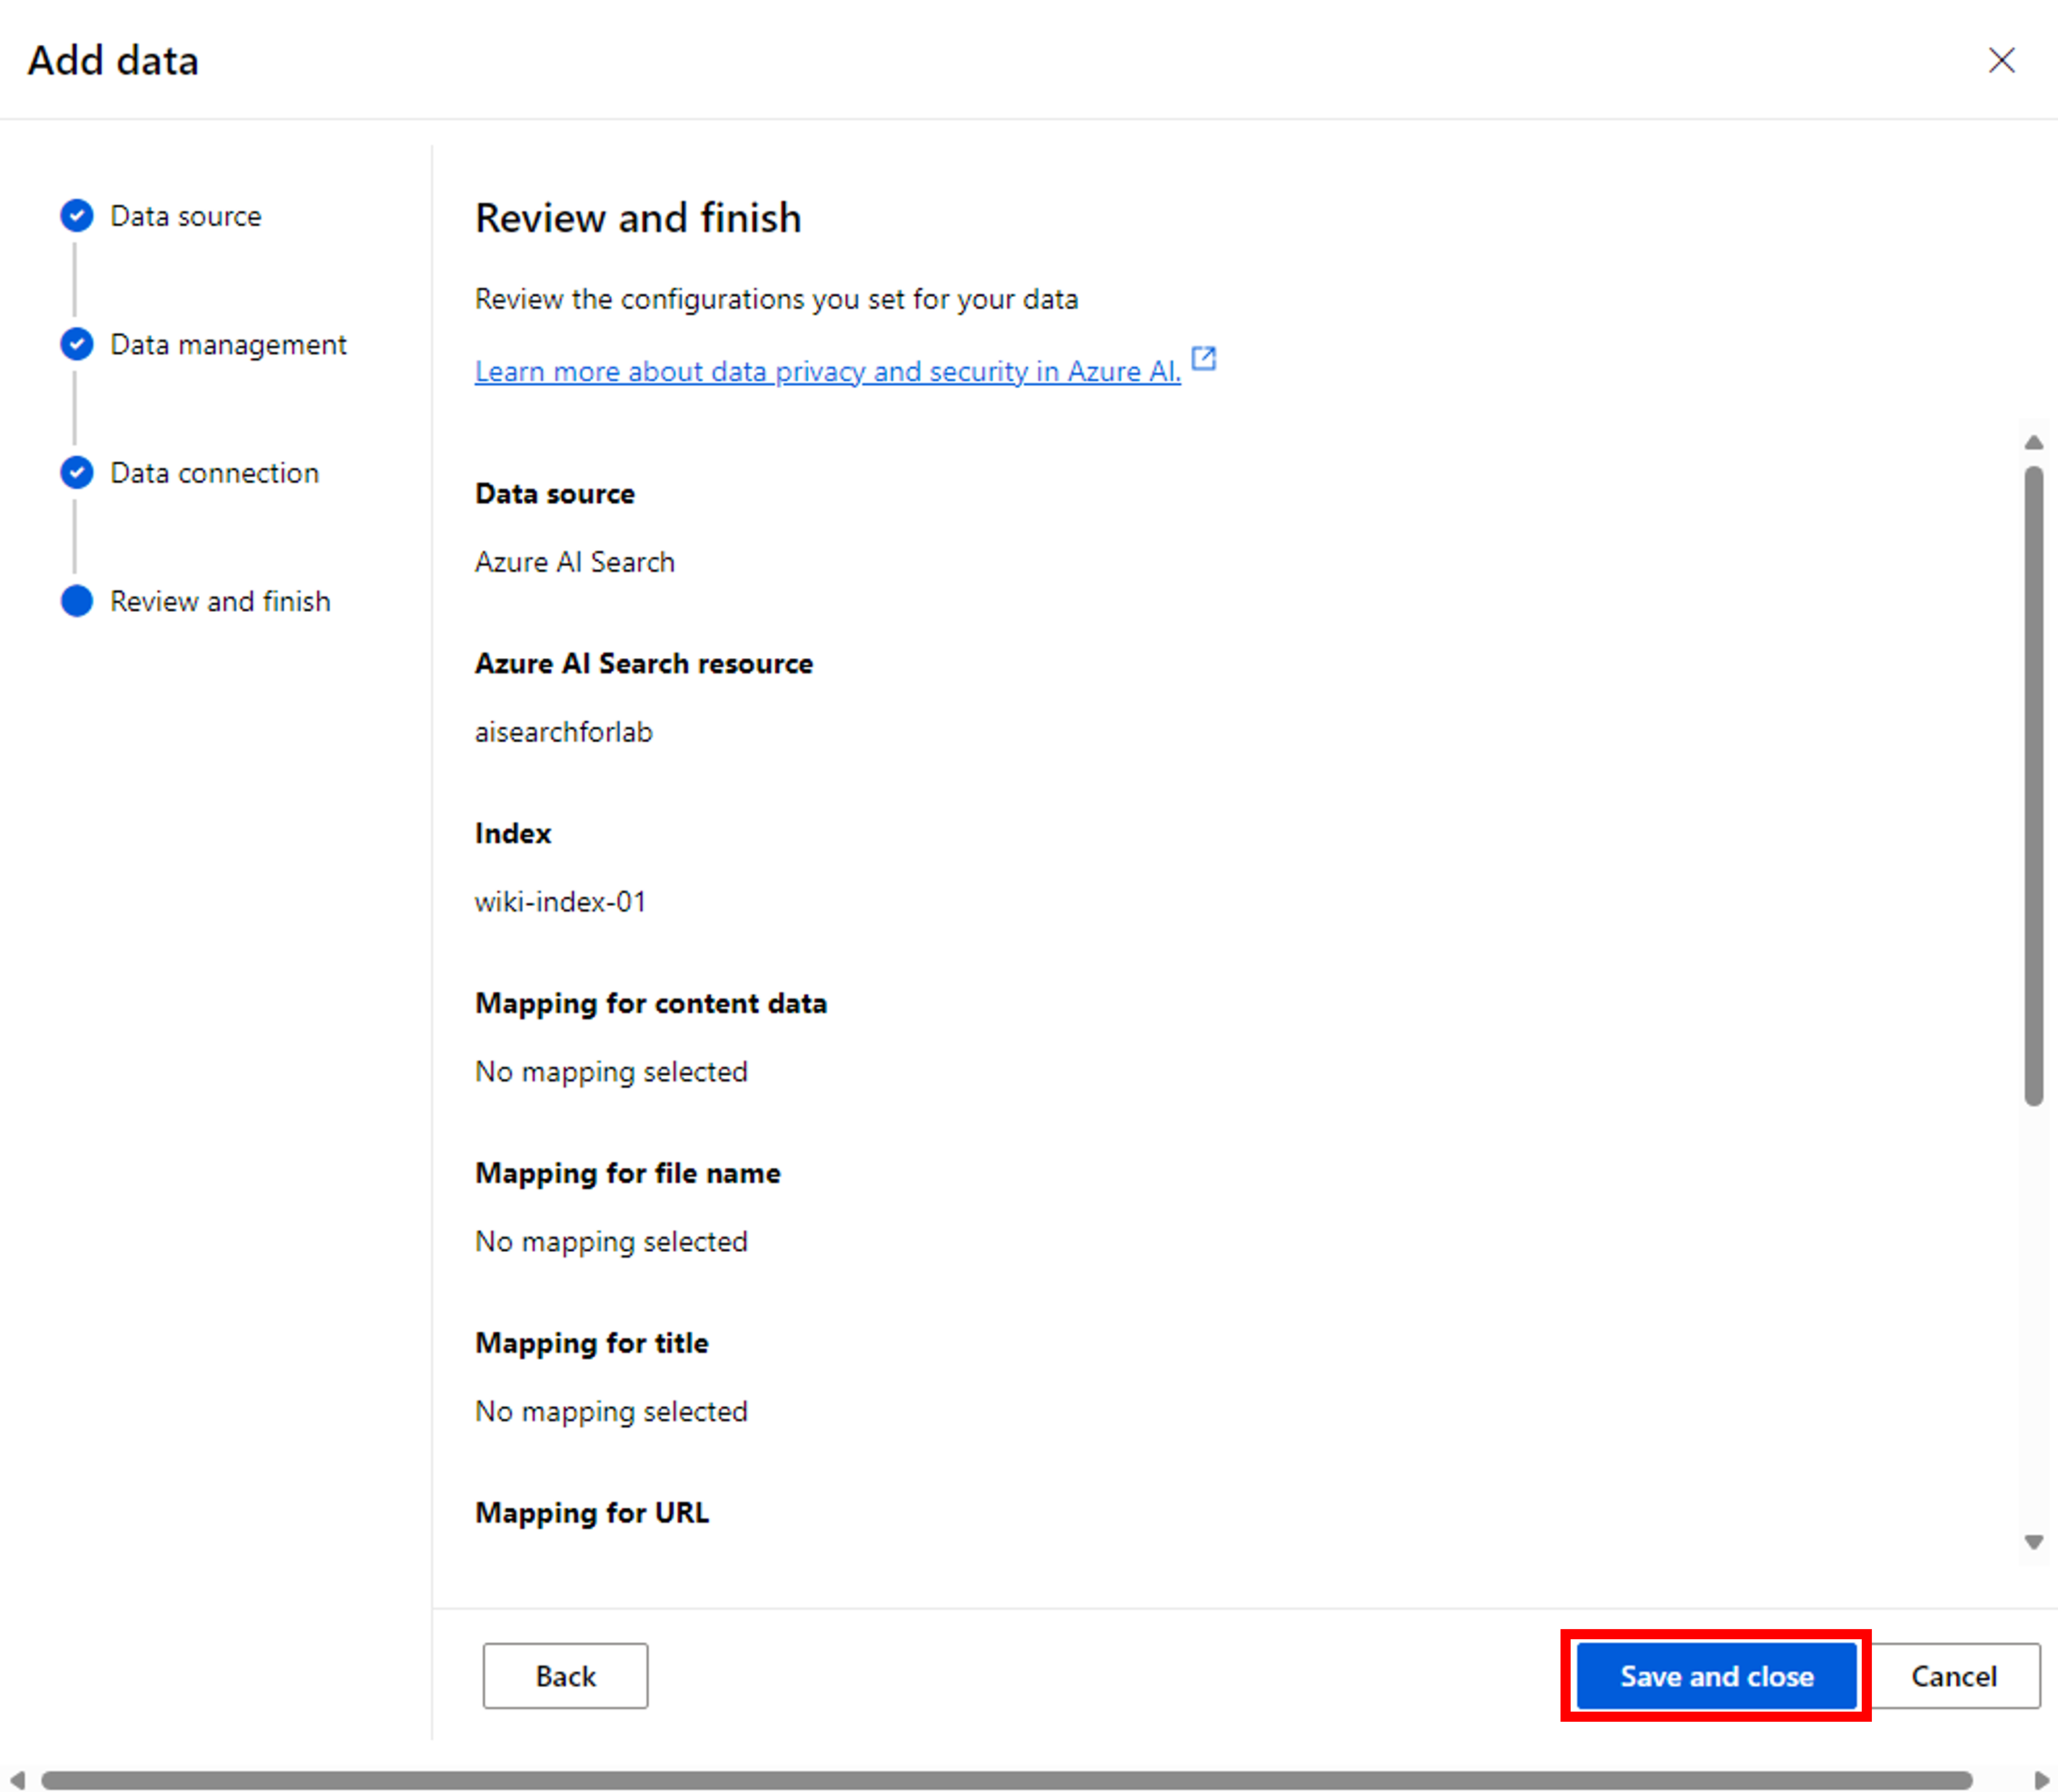 Add data
Data source
Data management
Data connection
Review and finish
Review and finish
Review the configurations you set for your data
Learn more about data privacy and security in Azure AI.
Data source
Azure AI Search
Azure AI Search resource
aisearchforlab
Index
wiki-index-01
Mapping for content data
No mapping selected
Mapping for file name
No mapping selected
Mapping for title
No mapping selected
Mapping for URL
Back
Save and close
Cancel